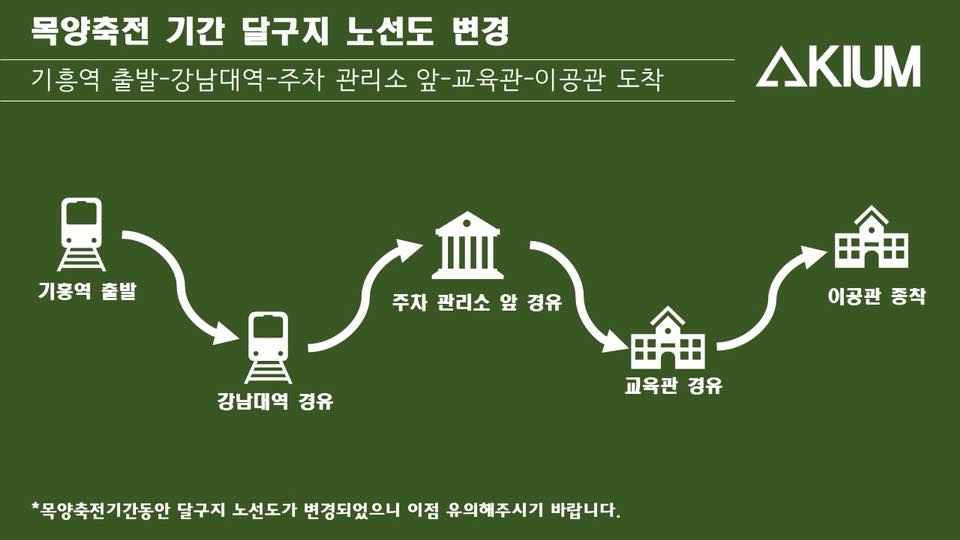 목양축전 기간 달구지 노선도 변경
기흥역 출발-강남대역-주차 관리소 앞-교육관-이공관 도착
AKIUM
기흥역 출발
강남대역 경유
주차 관리소 앞 경유
교육관 경유
이공관 종착
*목양축전기간동안 달구지 노선도가 변경되었으니 이점 유의해주시기 바랍니다.